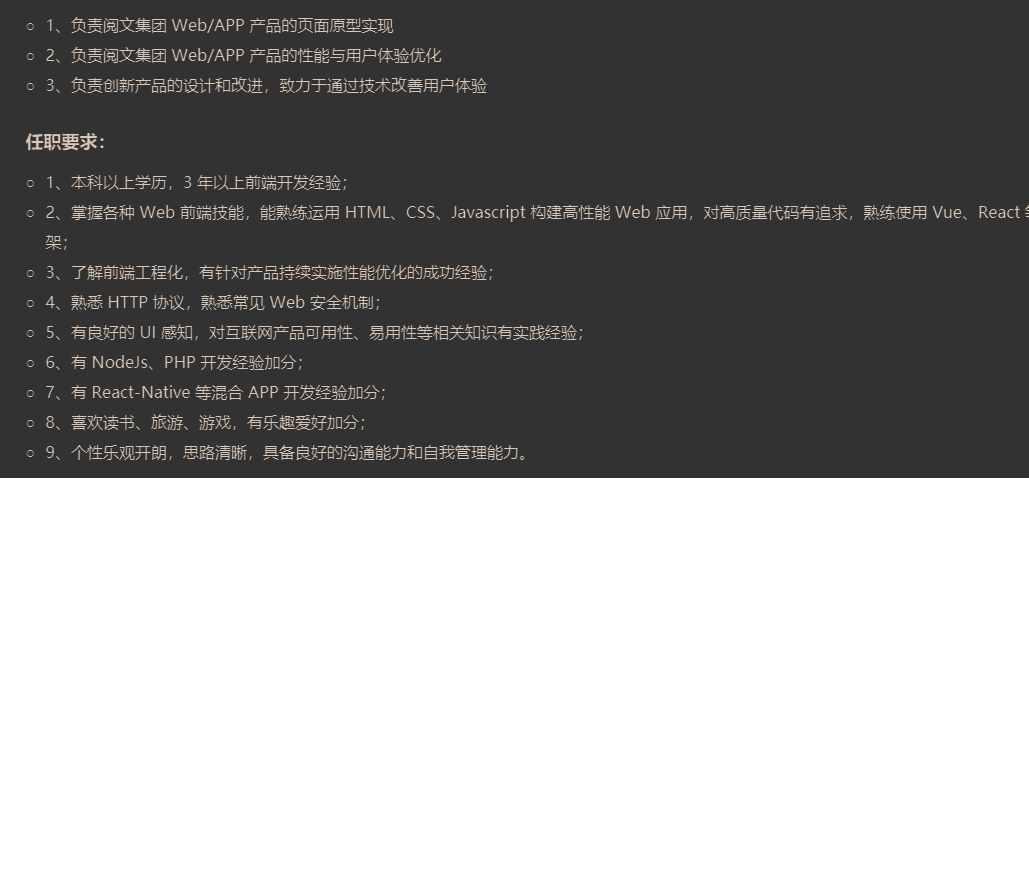 ○ 1、负责阅文集团 Web/APP 产品的页面原型实现
○ 2、负责阅文集团 Web/APP 产品的性能与用户体验优化
○ 3、负责创新产品的设计和改进，致力于通过技术改善用户体验
任职要求：
○ 1、本科以上学历，3 年以上前端开发经验；
○ 2、掌握各种 Web 前端技能，能熟练运用 HTML、CSS、Javascript 构建高性能 Web 应用，对高质量代码有追求，熟练使用 Vue、React
架；
○ 3、了解前端工程化，有针对产品持续实施性能优化的成功经验；
○ 4、熟悉 HTTP 协议，熟悉常见 Web 安全机制；
○ 5、有良好的 UI 感知，对互联网产品可用性、易用性等相关知识有实践经验；
○ 6、有 NodeJs、PHP 开发经验加分；
○ 7、有 React-Native 等混合 APP 开发经验加分；
○ 8、喜欢读书、旅游、游戏，有乐趣爱好加分；
○ 9、个性乐观开朗，思路清晰，具备良好的沟通能力和自我管理能力。